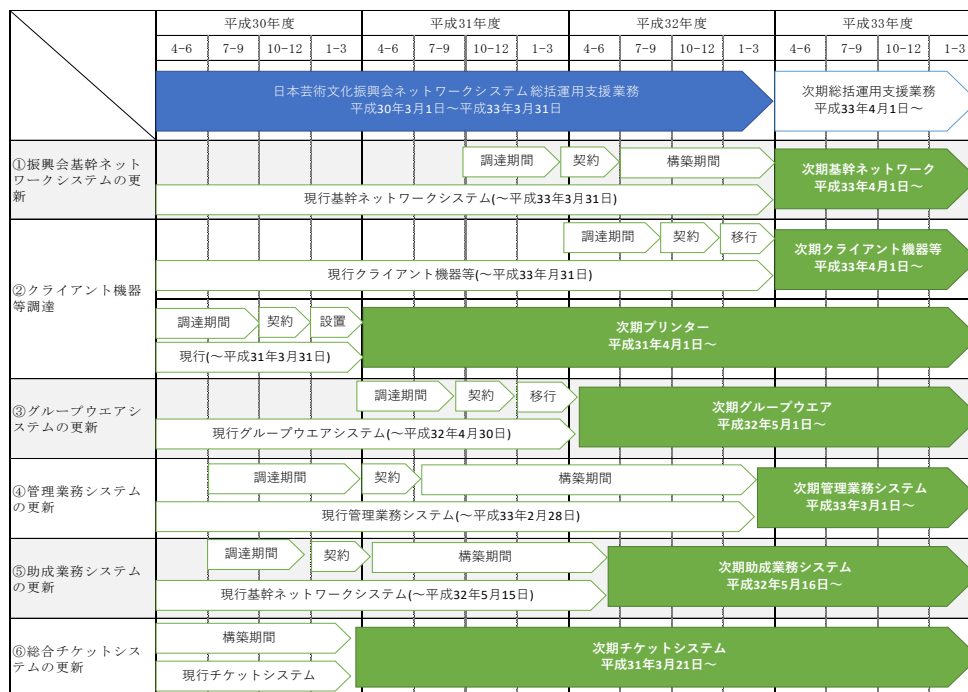 平成30年度 平成31年度 平成32年度 平成33年度
4-6 7-9 10-12 1-3 4-6 7-9 10-12 1-3 4-6 7-9 10-12 1-3 4-6 7-9 10-12 1-3
日本芸術文化振興会ネットワークシステム総括運用支援業務
平成30年3月1日～平成33年3月31日
次期総括運用支援業務
平成33年4月1日～
①振興会基幹ネット
ワークシステムの更
新
調達期間 契約 構築期間
現行基幹ネットワークシステム(～平成33年3月31日)
次期基幹ネットワーク
平成33年4月1日～
②クライアント機器
等調達
調達期間 契約 移行
現行クライアント機器等(～平成33年月31日)
次期クライアント機器等
平成33年4月1日～
調達期間 契約 設置
現行(～平成31年3月31日)
次期プリンター
平成31年4月1日～
③グループウエアシ
ステムの更新
調達期間 契約 移行
現行グループウエアシステム(～平成32年4月30日)
次期グループウエア
平成32年5月1日～
④管理業務システム
の更新
調達期間 契約 構築期間
現行管理業務システム(～平成33年2月28日)
次期管理業務システム
平成33年3月1日～
⑤助成業務システム
の更新
調達期間 契約 構築期間
現行基幹ネットワークシステム(～平成32年5月15日)
次期助成業務システム
平成32年5月16日～
⑥総合チケットシス
テムの更新
構築期間
現行チケットシステム
次期チケットシステム
平成31年3月21日～